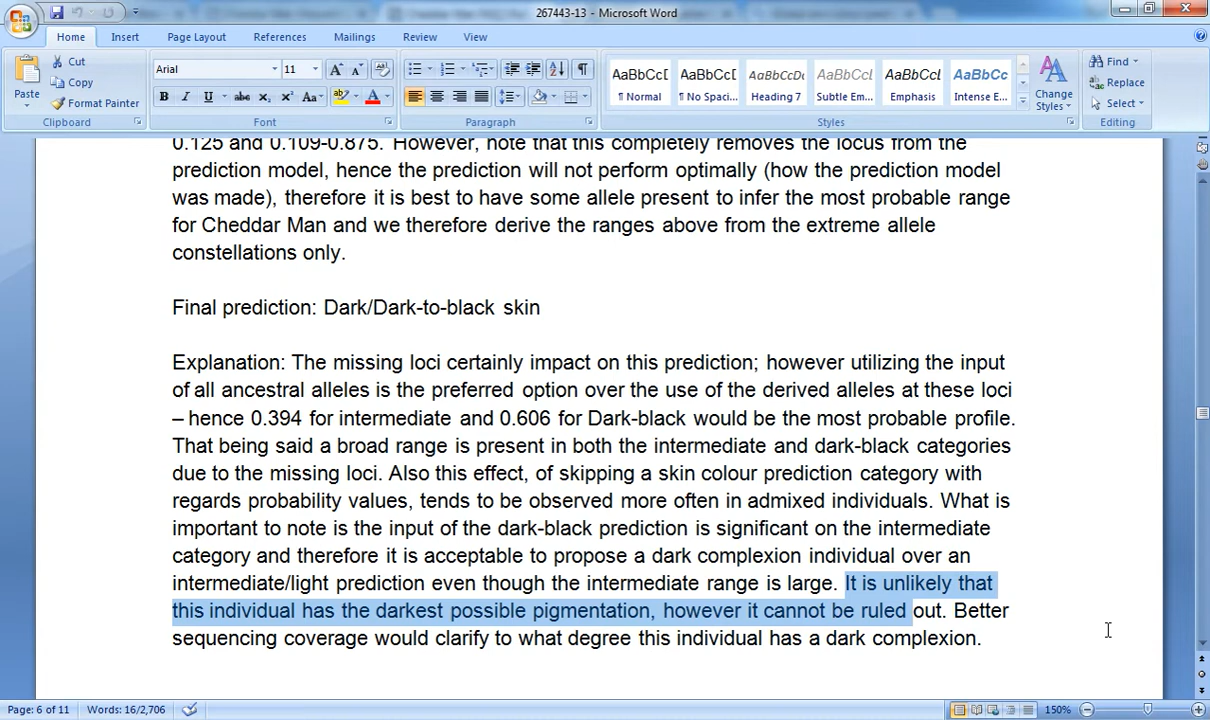 267443-13 - Microsoft Word
Home Insert Page Layout References Mailings Review View
Paste
Cut
Copy
Format Painter
Clipboard
Arial 11
B I U abc X₂ X² Aa
Font
Paragraph
AaBbCc[ AaBbCc[ AaBbCcDc AaBbCcl AaBbCcl AaBbCcl
¶ Normal ¶ No Spaci... Heading 7 Subtle Em... Emphasis Intense E...
Change Styles
Styles
Find
Replace
Select
Editing
0.125 and 0.109-0.875. However, note that this completely removes the locus from the
prediction model, hence the prediction will not perform optimally (how the prediction model
was made), therefore it is best to have some allele present to infer the most probable range
for Cheddar Man and we therefore derive the ranges above from the extreme allele
constellations only.
Final prediction: Dark/Dark-to-black skin
Explanation: The missing loci certainly impact on this prediction; however utilizing the input
of all ancestral alleles is the preferred option over the use of the derived alleles at these loci
– hence 0.394 for intermediate and 0.606 for Dark-black would be the most probable profile.
That being said a broad range is present in both the intermediate and dark-black categories
due to the missing loci. Also this effect, of skipping a skin colour prediction category with
regards probability values, tends to be observed more often in admixed individuals. What is
important to note is the input of the dark-black prediction is significant on the intermediate
category and therefore it is acceptable to propose a dark complexion individual over an
intermediate/light prediction even though the intermediate range is large. It is unlikely that
this individual has the darkest possible pigmentation, however it cannot be ruled out. Better
sequencing coverage would clarify to what degree this individual has a dark complexion.
Page: 6 of 11 Words: 16/2,706 150%